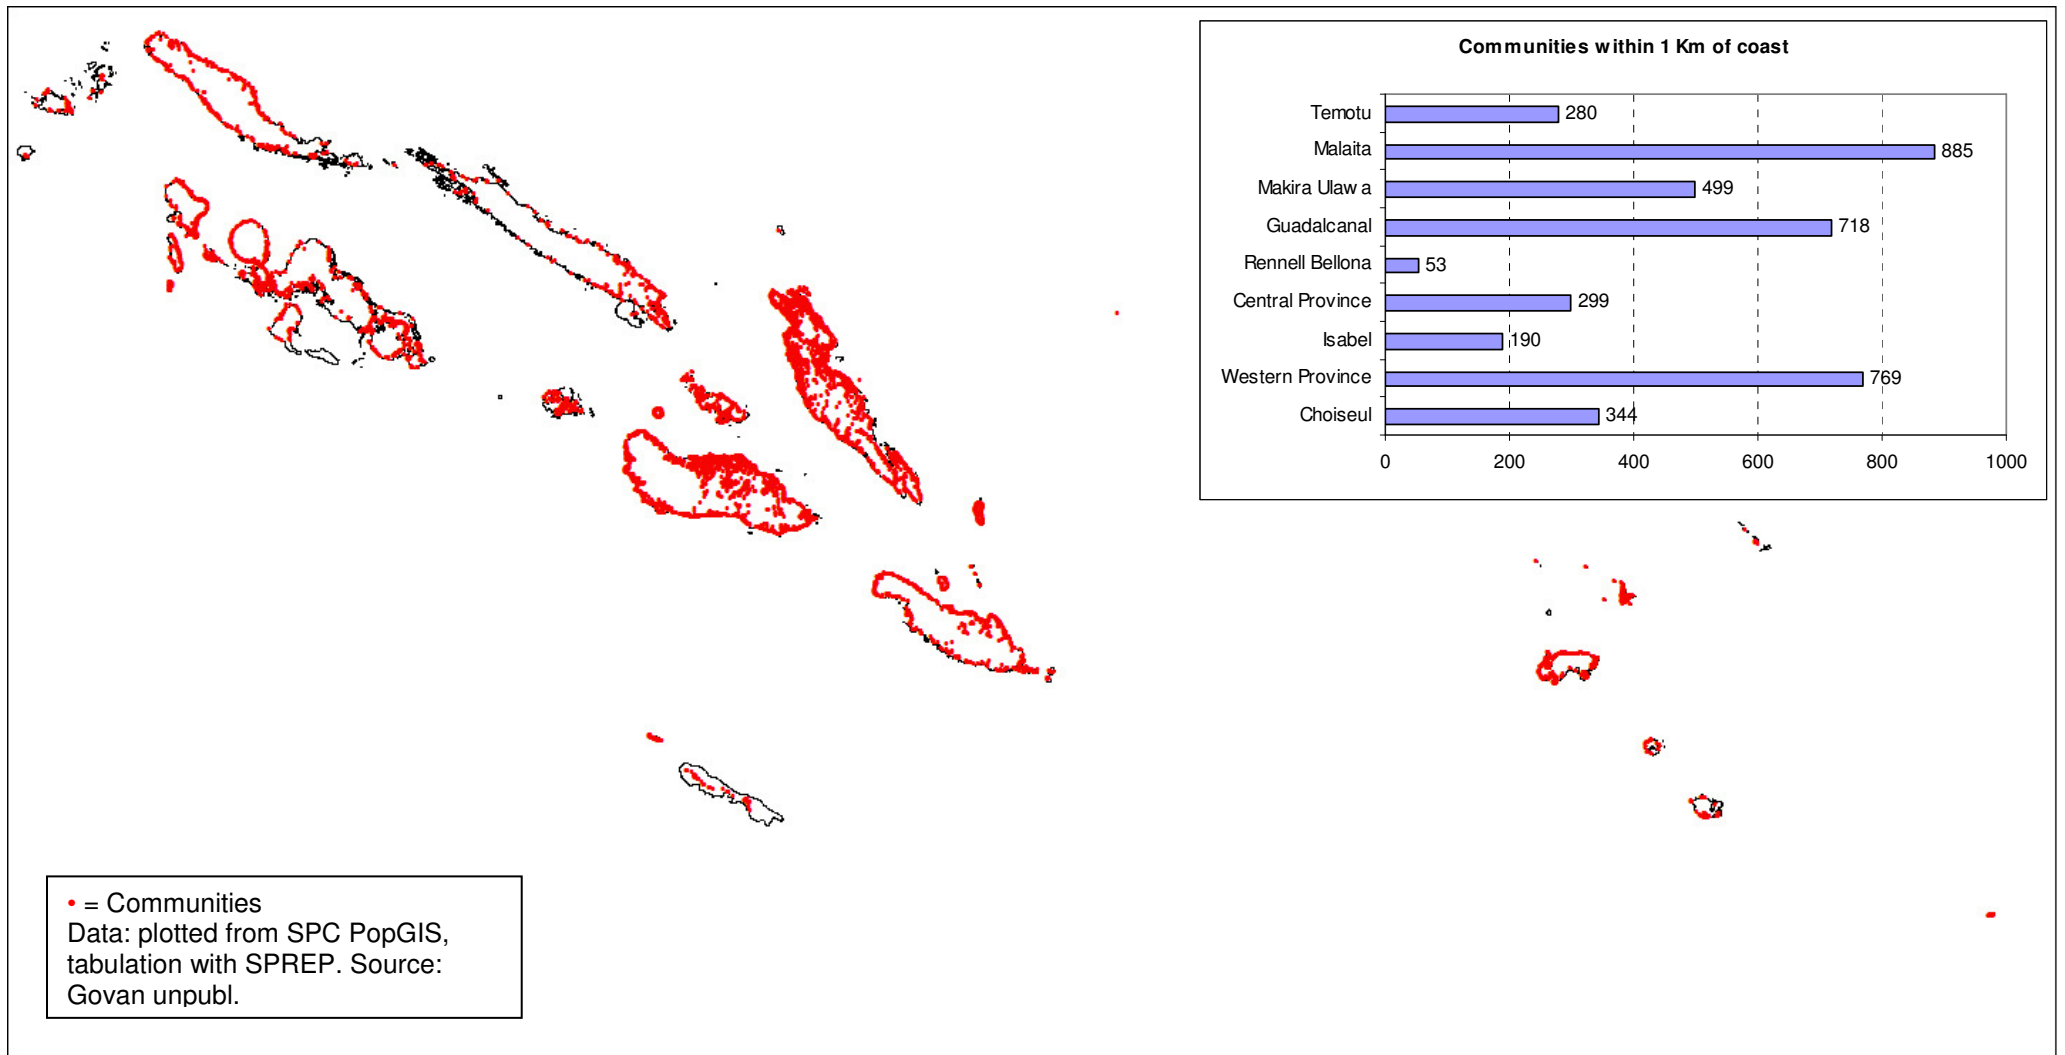 Communities within 1 Km of coast
Temotu 280
Malaita 885
Makira Ulawa 499
Guadalcanal 718
Rennell Bellona 53
Central Province 299
Isabel 190
Western Province 769
Choiseul 344
0 200 400 600 800 1000
• = Communities
Data: plotted from SPC PopGIS,
tabulation with SPREP. Source:
Govan unpubl.